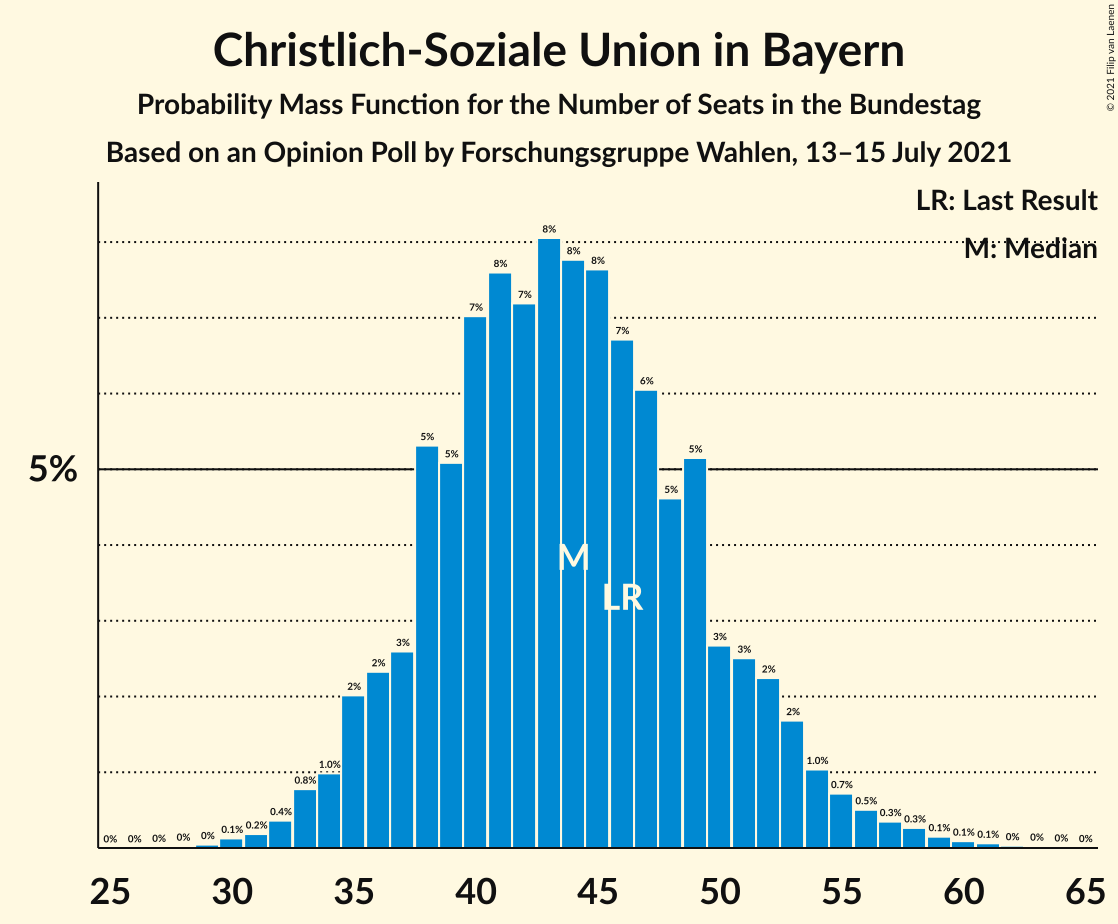 Christlich-Soziale Union in Bayern
Probability Mass Function for the Number of Seats in the Bundestag
Based on an Opinion Poll by Forschungsgruppe Wahlen, 13–15 July 2021
© 2021 Filip van Laenen
LR: Last Result
M: Median
5%
0% 0% 0% 0% 0% 0.1% 0.2% 0.4% 0.8% 1.0% 2% 2% 3% 5% 5% 7% 8% 7% 8% 8% 8% 7% 6% 5% 5% 3% 3% 2% 2% 1.0% 0.7% 0.5% 0.3% 0.3% 0.1% 0.1% 0.1% 0% 0% 0% 0%
M
LR
25 30 35 40 45 50 55 60 65